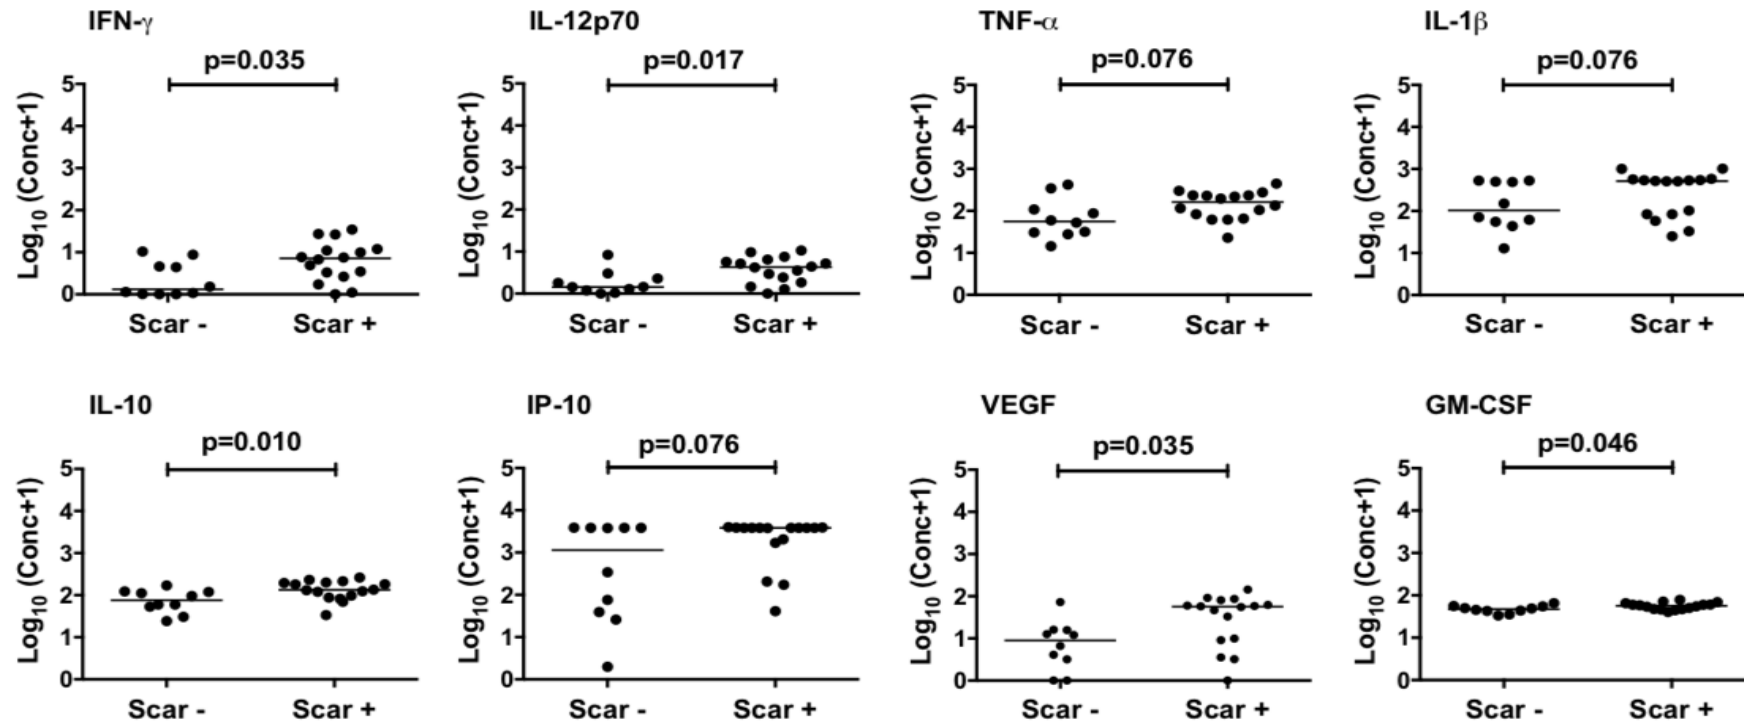 IFN-γ
p=0.035
5
4
3
2
1
0
Log10 (Conc+1)
Scar -
Scar +
IL-12p70
p=0.017
5
4
3
2
1
0
Log10 (Conc+1)
Scar -
Scar +
TNF-α
p=0.076
5
4
3
2
1
0
Log10 (Conc+1)
Scar -
Scar +
IL-1β
p=0.076
5
4
3
2
1
0
Log10 (Conc+1)
Scar -
Scar +
IL-10
p=0.010
5
4
3
2
1
0
Log10 (Conc+1)
Scar -
Scar +
IP-10
p=0.076
5
4
3
2
1
0
Log10 (Conc+1)
Scar -
Scar +
VEGF
p=0.035
5
4
3
2
1
0
Log10 (Conc+1)
Scar -
Scar +
GM-CSF
p=0.046
5
4
3
2
1
0
Log10 (Conc+1)
Scar -
Scar +